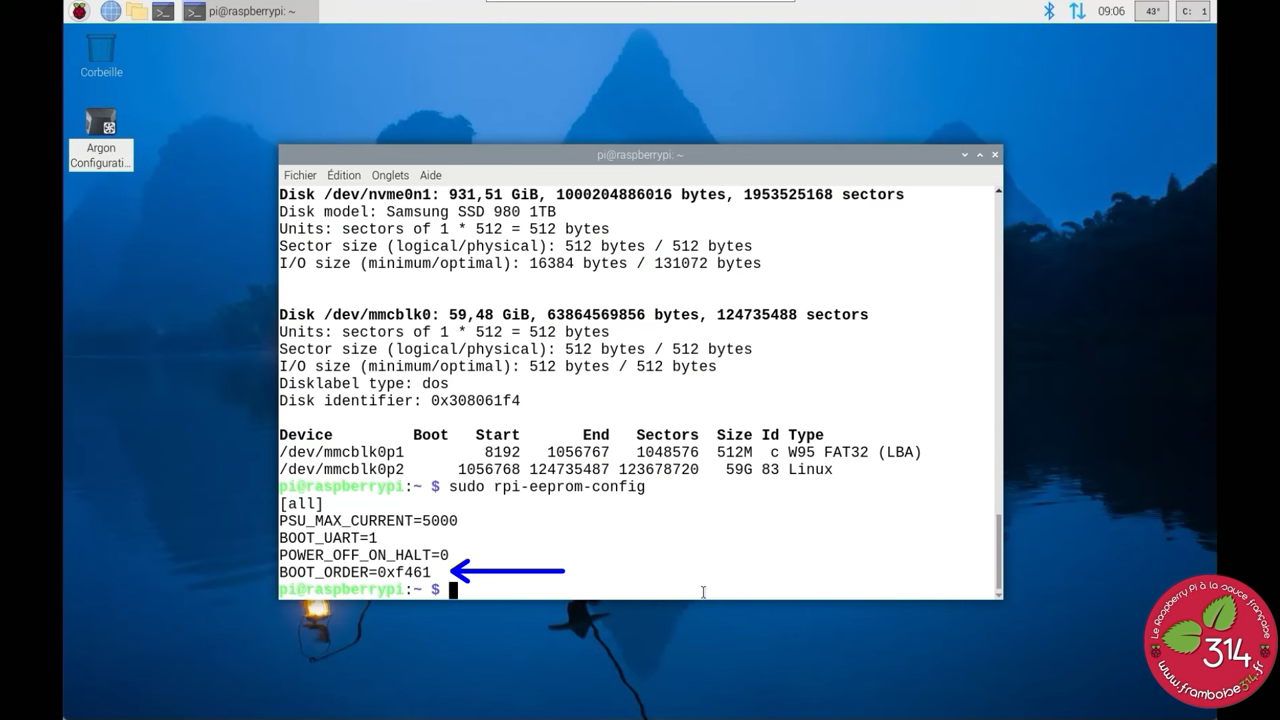 pi@raspberrypi: ~
09:06
43°
C: 1
Corbeille
Argon
Configurati...
pi@raspberrypi: ~
Fichier Édition Onglets Aide
Disk /dev/nvme0n1: 931,51 GiB, 1000204886016 bytes, 1953525168 sectors
Disk model: Samsung SSD 980 1TB
Units: sectors of 1 * 512 = 512 bytes
Sector size (logical/physical): 512 bytes / 512 bytes
I/O size (minimum/optimal): 16384 bytes / 131072 bytes
Disk /dev/mmcblk0: 59,48 GiB, 63864569856 bytes, 124735488 sectors
Units: sectors of 1 * 512 = 512 bytes
Sector size (logical/physical): 512 bytes / 512 bytes
I/O size (minimum/optimal): 512 bytes / 512 bytes
Disklabel type: dos
Disk identifier: 0x308061f4
Device Boot Start End Sectors Size Id Type
/dev/mmcblk0p1 8192 1056767 1048576 512M c W95 FAT32 (LBA)
/dev/mmcblk0p2 1056768 124735487 123678720 59G 83 Linux
pi@raspberrypi:~ $ sudo rpi-eeprom-config
[all]
PSU_MAX_CURRENT=5000
BOOT_UART=1
POWER_OFF_ON_HALT=0
BOOT_ORDER=0xf461
pi@raspberrypi:~ $
Le Raspberry Pi à la sauce française
314
www.framboise314.fr